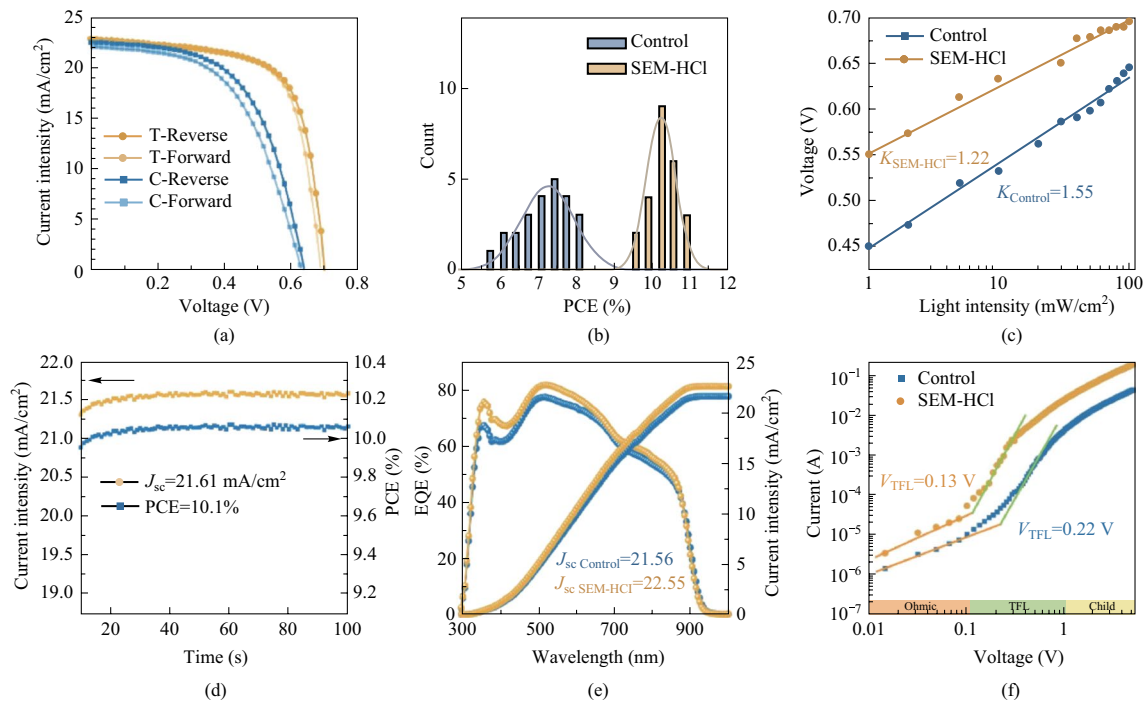 25
20
15
10
5
0
0
0.2
0.4
0.6
0.8
Current intensity (mA/cm²)
T-Reverse
T-Forward
C-Reverse
C-Forward
Voltage (V)
(a)
10
5
0
5
6
7
8
9
10
11
12
Count
Control
SEM-HCl
PCE (%)
(b)
0.70
0.65
0.60
0.55
0.50
0.45
1
10
100
Voltage (V)
Control
SEM-HCl
K_SEM-HCl=1.22
K_Control=1.55
Light intensity (mW/cm²)
(c)
22.0
21.5
21.0
20.5
20.0
19.5
19.0
10.4
10.2
10.0
9.8
9.6
9.4
9.2
20
40
60
80
100
Current intensity (mA/cm²)
PCE (%)
J_sc=21.61 mA/cm²
PCE=10.1%
Time (s)
(d)
80
60
40
20
0
25
20
15
10
5
0
300
500
700
900
EQE (%)
Current intensity (mA/cm²)
J_sc Control=21.56
J_sc SEM-HCl=22.55
Wavelength (nm)
(e)
10⁻¹
10⁻²
10⁻³
10⁻⁴
10⁻⁵
10⁻⁶
10⁻⁷
0.01
0.1
1
Current (A)
Control
SEM-HCl
V_TFL=0.13 V
V_TFL=0.22 V
Ohmic
TFL
Child
Voltage (V)
(f)